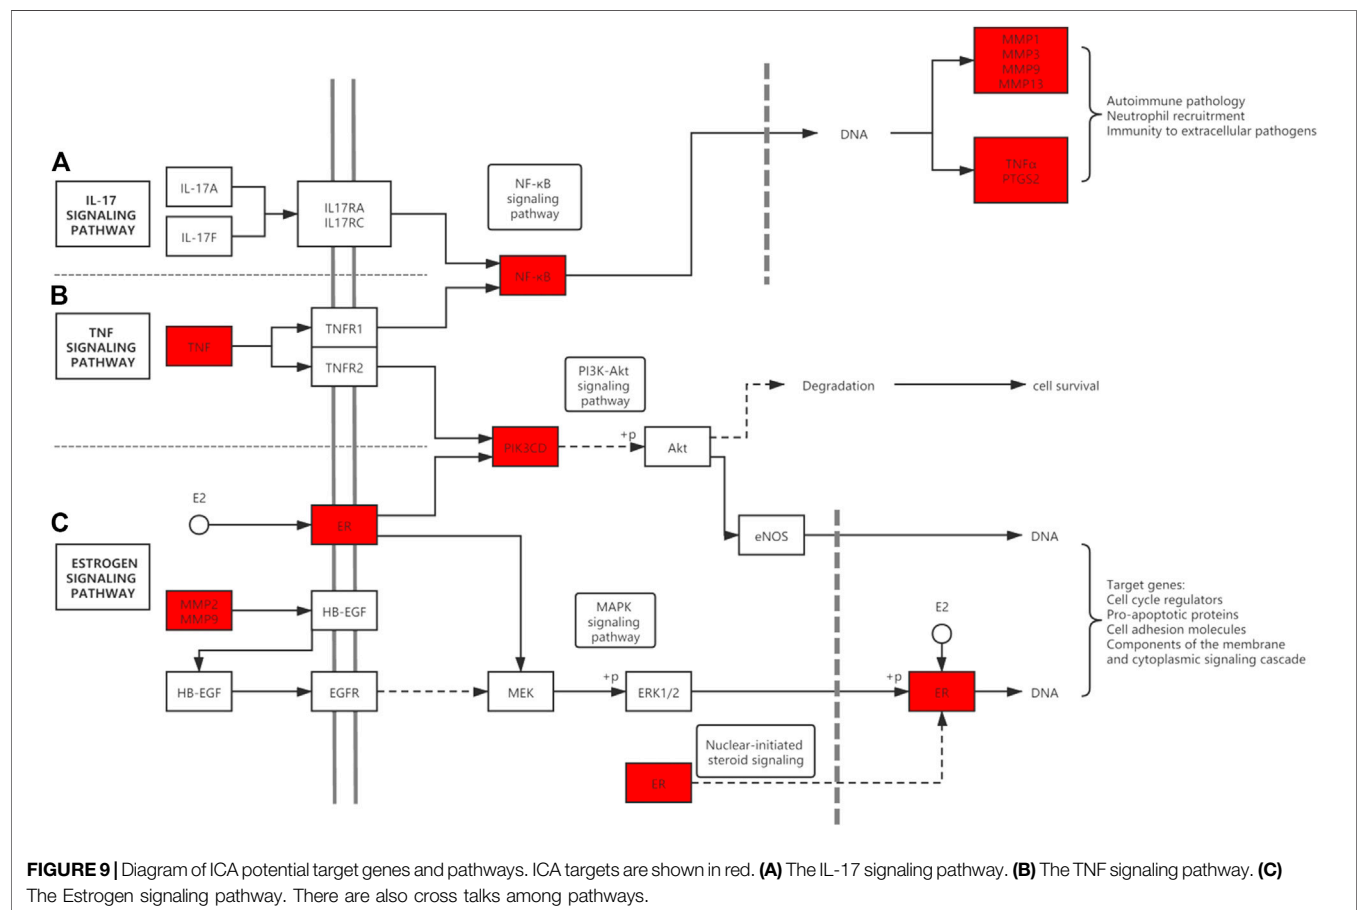 MMP1
MMP3
MMP9
MMP13
Autoimmune pathology
Neutrophil recruitrment
Immunity to extracellular pathogens
DNA
TNFα
PTGS2
A
IL-17
SIGNALING
PATHWAY
IL-17A
IL-17F
IL17RA
IL17RC
NF-κB
signaling
pathway
NF-κB
B
TNF
SIGNALING
PATHWAY
TNF
TNFR1
TNFR2
PI3K-Akt
signaling
pathway
Degradation
cell survival
PIK3CD
+p
Akt
E2
C
ESTROGEN
SIGNALING
PATHWAY
ER
eNOS
DNA
MMP2
MMP9
HB-EGF
MAPK
signaling
pathway
E2
Target genes:
Cell cycle regulators
Pro-apoptotic proteins
Cell adhesion molecules
Components of the membrane
and cytoplasmic signaling cascade
HB-EGF
EGFR
MEK
+p
ERK1/2
+p
ER
DNA
Nuclear-initiated
steroid signaling
ER
FIGURE 9 | Diagram of ICA potential target genes and pathways. ICA targets are shown in red. (A) The IL-17 signaling pathway. (B) The TNF signaling pathway. (C)
The Estrogen signaling pathway. There are also cross talks among pathways.